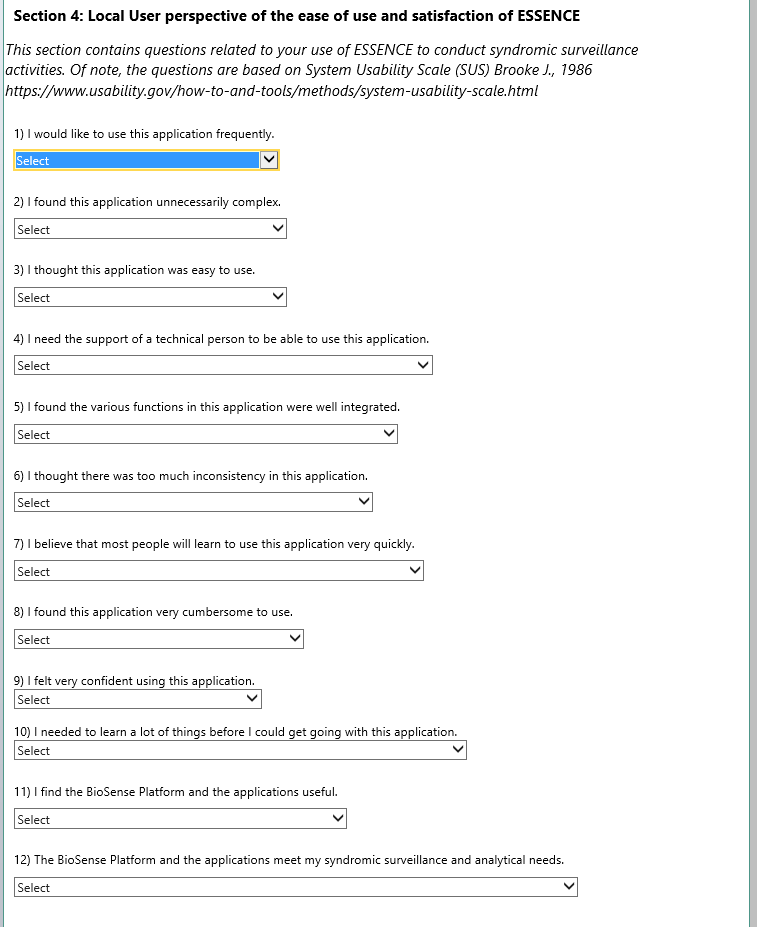 Section 4: Local User perspective of the ease of use and satisfaction of ESSENCE
This section contains questions related to your use of ESSENCE to conduct syndromic surveillance
activities. Of note, the questions are based on System Usability Scale (SUS) Brooke J., 1986
https://www.usability.gov/how-to-and-tools/methods/system-usability-scale.html
1) I would like to use this application frequently.
Select
2) I found this application unnecessarily complex.
Select
3) I thought this application was easy to use.
Select
4) I need the support of a technical person to be able to use this application.
Select
5) I found the various functions in this application were well integrated.
Select
6) I thought there was too much inconsistency in this application.
Select
7) I believe that most people will learn to use this application very quickly.
Select
8) I found this application very cumbersome to use.
Select
9) I felt very confident using this application.
Select
10) I needed to learn a lot of things before I could get going with this application.
Select
11) I find the BioSense Platform and the applications useful.
Select
12) The BioSense Platform and the applications meet my syndromic surveillance and analytical needs.
Select